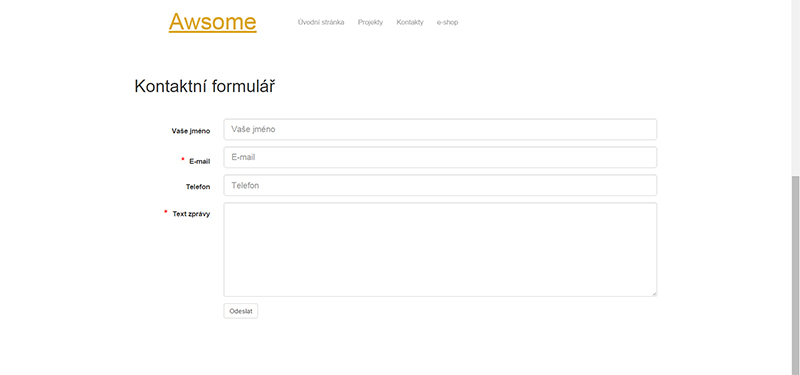 Awsome Úvodní stránka Projekty Kontakty e-shop
Kontaktní formulář
Vaše jméno Vaše jméno
* E-mail E-mail
Telefon Telefon
* Text zprávy
Odeslat